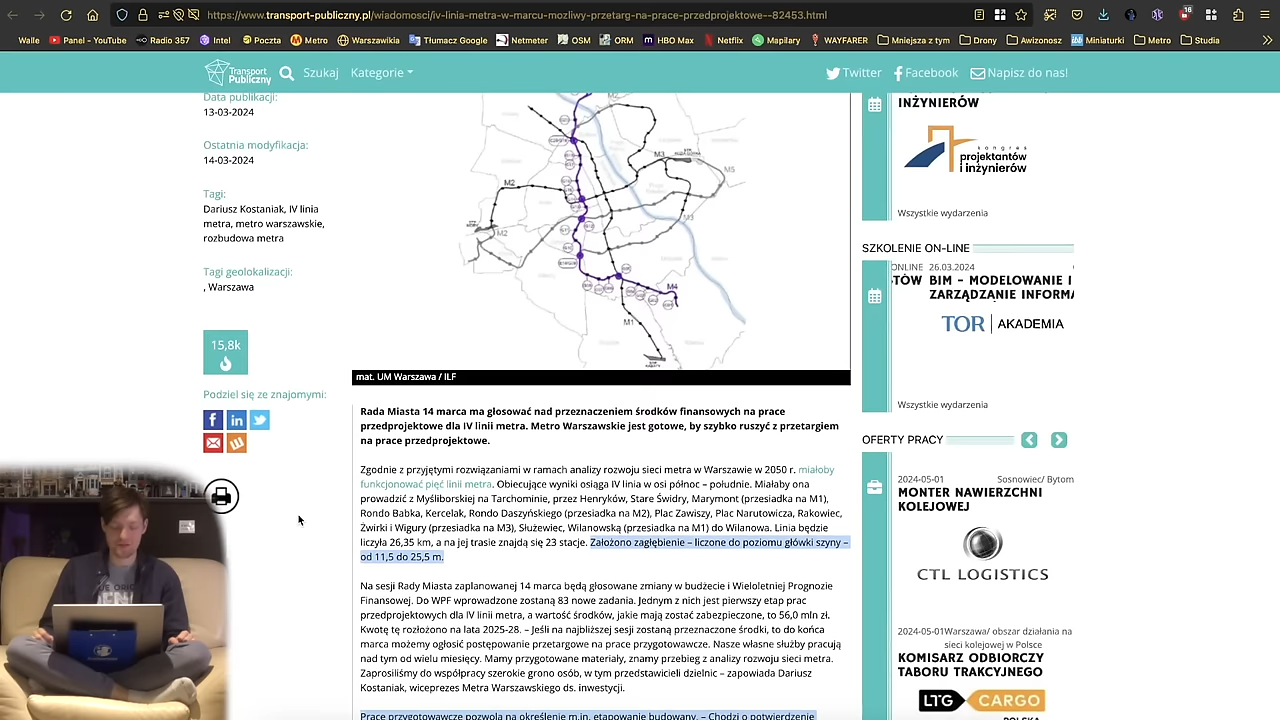 https://www.transport-publiczny.pl/wiadomosci/iv-linia-metra-w-marcu-mozliwy-przetarg-na-prace-przedprojektowe--82453.html
16
Walle Panel - YouTube Radio 357 Intel Poczta Metro Warszawikia Tłumacz Google Netmeter OSM ORM HBO Max Netflix Mapilary WAYFARER Mniejsza z tym Drony Awizonosz Miniaturki Metro Studia
Transport
Publiczny
Szukaj Kategorie
Twitter Facebook Napisz do nas!
Data publikacji:
13-03-2024
Ostatnia modyfikacja:
14-03-2024
Tagi:
Dariusz Kostaniak, IV linia
metra, metro warszawskie,
rozbudowa metra
Tagi geolokalizacji:
, Warszawa
15,8k
Podziel się ze znajomymi:
M3
M5
M2
M3
M2
M4
M1
mat. UM Warszawa / ILF
Rada Miasta 14 marca ma głosować nad przeznaczeniem środków finansowych na prace
przedprojektowe dla IV linii metra. Metro Warszawskie jest gotowe, by szybko ruszyć z przetargiem
na prace przedprojektowe.
Zgodnie z przyjętymi rozwiązaniami w ramach analizy rozwoju sieci metra w Warszawie w 2050 r. miałoby
funkcjonować pięć linii metra. Obiecujące wyniki osiąga IV linia w osi północ – południe. Miałaby ona
prowadzić z Myśliborskiej na Tarchominie, przez Henryków, Stare Świdry, Marymont (przesiadka na M1),
Rondo Babka, Kercelak, Rondo Daszyńskiego (przesiadka na M2), Plac Zawiszy, Plac Narutowicza, Rakowiec,
Żwirki i Wigury (przesiadka na M3), Służewiec, Wilanowską (przesiadka na M1) do Wilanowa. Linia będzie
liczyła 26,35 km, a na jej trasie znajdą się 23 stacje. Założono zagłębienie – liczone do poziomu główki szyny –
od 11,5 do 25,5 m.
Na sesji Rady Miasta zaplanowanej 14 marca będą głosowane zmiany w budżecie i Wieloletniej Prognozie
Finansowej. Do WPF wprowadzone zostaną 83 nowe zadania. Jednym z nich jest pierwszy etap prac
przedprojektowych dla IV linii metra, a wartość środków, jakie mają zostać zabezpieczone, to 56,0 mln zł.
Kwotę tę rozłożono na lata 2025-28. – Jeśli na najbliższej sesji zostaną przeznaczone środki, to do końca
marca możemy ogłosić postępowanie przetargowe na prace przygotowawcze. Nasze własne służby pracują
nad tym od wielu miesięcy. Mamy przygotowane materiały, znamy przebieg z analizy rozwoju sieci metra.
Zaprosiliśmy do współpracy szerokie grono osób, w tym przedstawicieli dzielnic – zapowiada Dariusz
Kostaniak, wiceprezes Metra Warszawskiego ds. inwestycji.
Prace przygotowawcze pozwolą na określenie m.in. etapowanie budowany. – Chodzi o potwierdzenie
INŻYNIERÓW
kongres
projektantów
i inżynierów
Wszystkie wydarzenia
SZKOLENIE ON-LINE
ONLINE 26.03.2024
TÓW BIM – MODELOWANIE I
ZARZĄDZANIE INFORMA
TOR AKADEMIA
Wszystkie wydarzenia
OFERTY PRACY
2024-05-01 Sosnowiec/ Bytom
MONTER NAWIERZCHNI
KOLEJOWEJ
CTL LOGISTICS
2024-05-01Warszawa/ obszar działania na
sieci kolejowej w Polsce
KOMISARZ ODBIORCZY
TABORU TRAKCYJNEGO
LTG CARGO
POLSKA